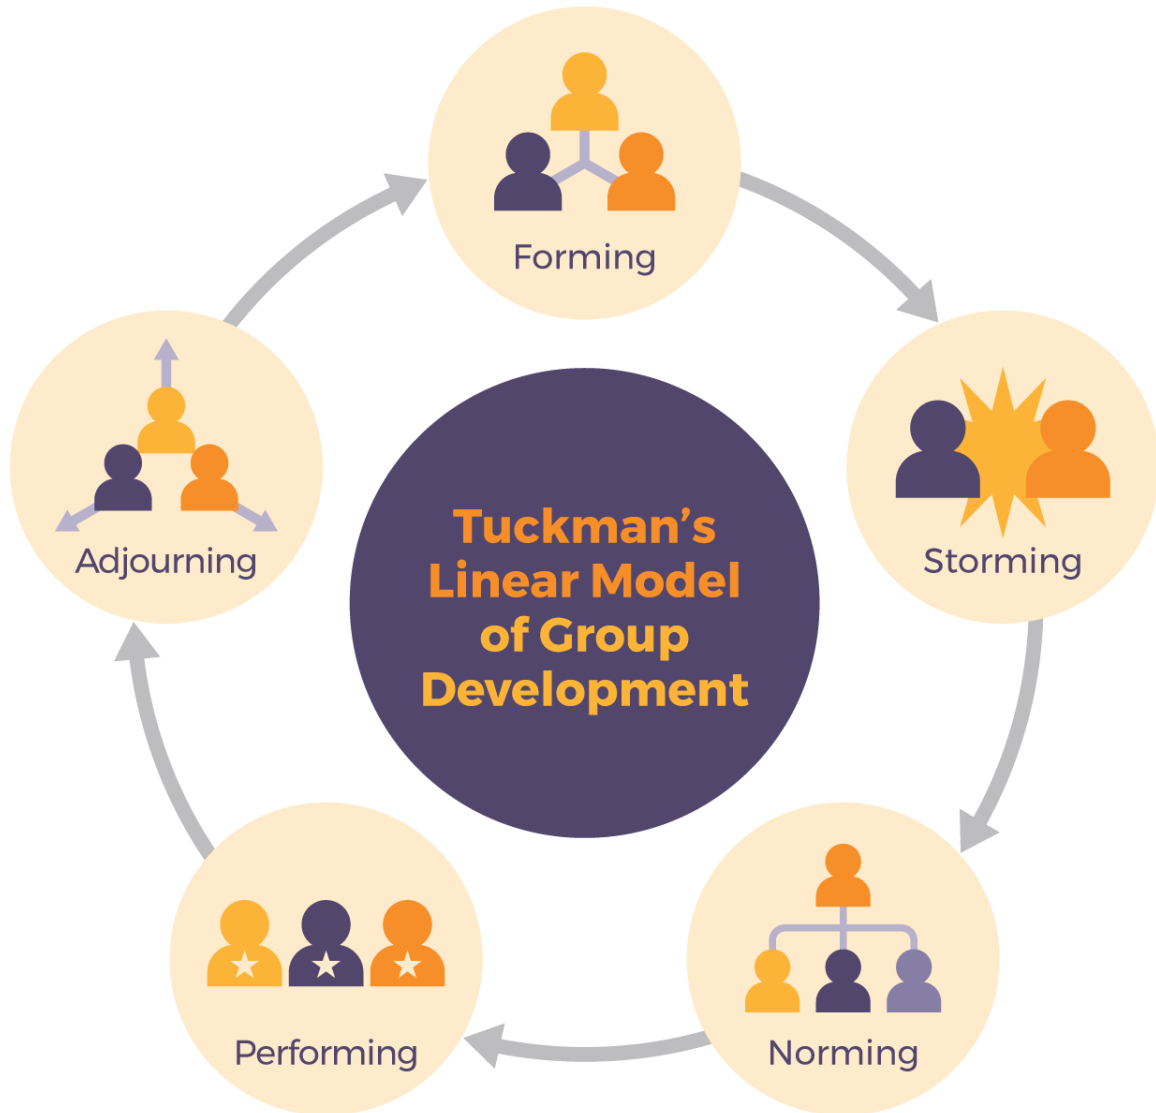 Forming
Storming
Norming
Performing
Adjourning
Tuckman’s
Linear Model
of Group
Development